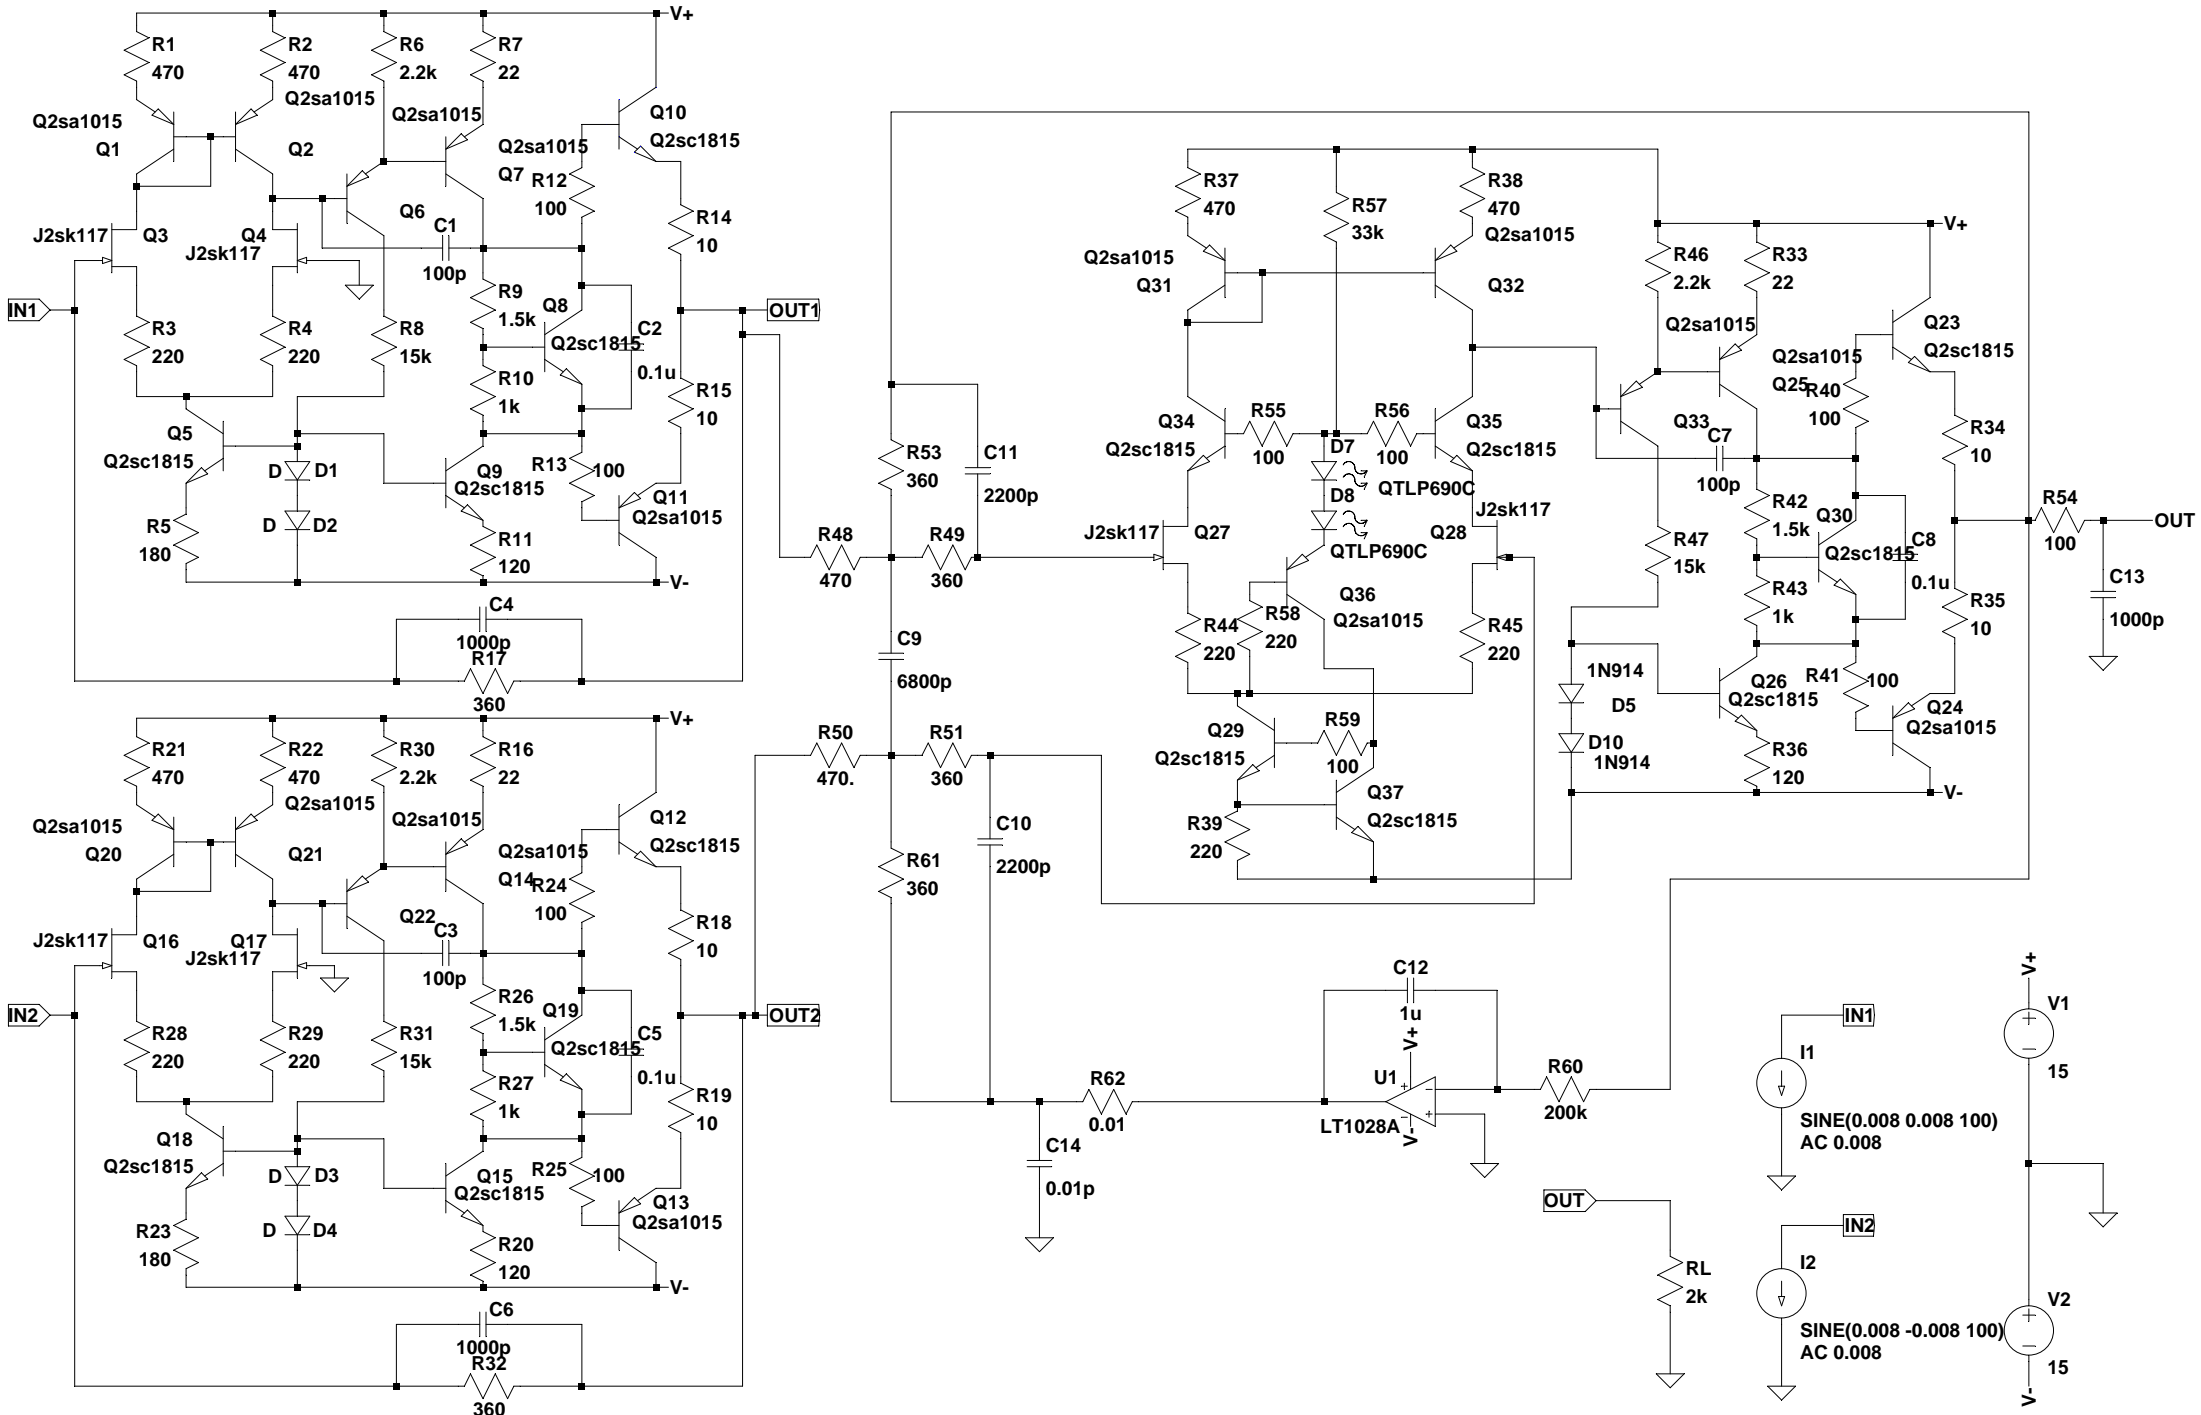 V+
R1
470
R2
470
R6
2.2k
R7
22
Q2sa1015
Q2sa1015
Q1
Q2sa1015
Q2
Q2sa1015
Q10
Q2sc1815
Q2sa1015
Q7
R12
100
Q6
C1
100p
J2sk117
Q3
Q4
J2sk117
R14
10
IN1
OUT1
R3
220
R4
220
R8
15k
R9
1.5k
Q8
Q2sc1815
C2
0.1u
R10
1k
R15
10
Q5
Q2sc1815
D
D1
D
D2
Q9
Q2sc1815
R13
100
Q11
Q2sa1015
R5
180
R11
120
V-
C4
1000p
R17
360
V+
R21
470
R22
470
R30
2.2k
R16
22
Q2sa1015
Q2sa1015
Q20
Q2sa1015
Q21
Q2sa1015
Q12
Q2sc1815
Q2sa1015
Q14
R24
100
Q22
C3
100p
J2sk117
Q16
Q17
J2sk117
R18
10
IN2
OUT2
R28
220
R29
220
R31
15k
R26
1.5k
Q19
Q2sc1815
C5
0.1u
R27
1k
R19
10
Q18
Q2sc1815
D
D3
D
D4
Q15
Q2sc1815
R25
100
Q13
Q2sa1015
R23
180
R20
120
V-
C6
1000p
R32
360
R53
360
C11
2200p
R48
470
R49
360
C9
6800p
R50
470.
R51
360
R61
360
C10
2200p
R37
470
R57
33k
R38
470
Q2sa1015
Q2sa1015
Q31
Q32
Q34
Q2sc1815
R55
100
R56
100
Q35
Q2sc1815
D7
QTLP690C
D8
QTLP690C
J2sk117
Q27
J2sk117
Q28
Q36
Q2sa1015
R44
220
R58
220
R45
220
Q29
Q2sc1815
R59
100
Q37
Q2sc1815
R39
220
V+
R46
2.2k
R33
22
Q2sa1015
Q23
Q2sc1815
Q2sa1015
Q25
R40
100
Q33
C7
100p
R34
10
R42
1.5k
Q30
Q2sc1815
C8
0.1u
R47
15k
R43
1k
R35
10
R54
100
OUT
C13
1000p
1N914
D5
D10
1N914
Q26
Q2sc1815
R41
100
Q24
Q2sa1015
R36
120
V-
C12
1u
V+
U1
LT1028A
V-
R60
200k
R62
0.01
C14
0.01p
IN1
I1
SINE(0.008 0.008 100)
AC 0.008
OUT
RL
2k
IN2
I2
SINE(0.008 -0.008 100)
AC 0.008
V+
V1
15
V2
15
V-